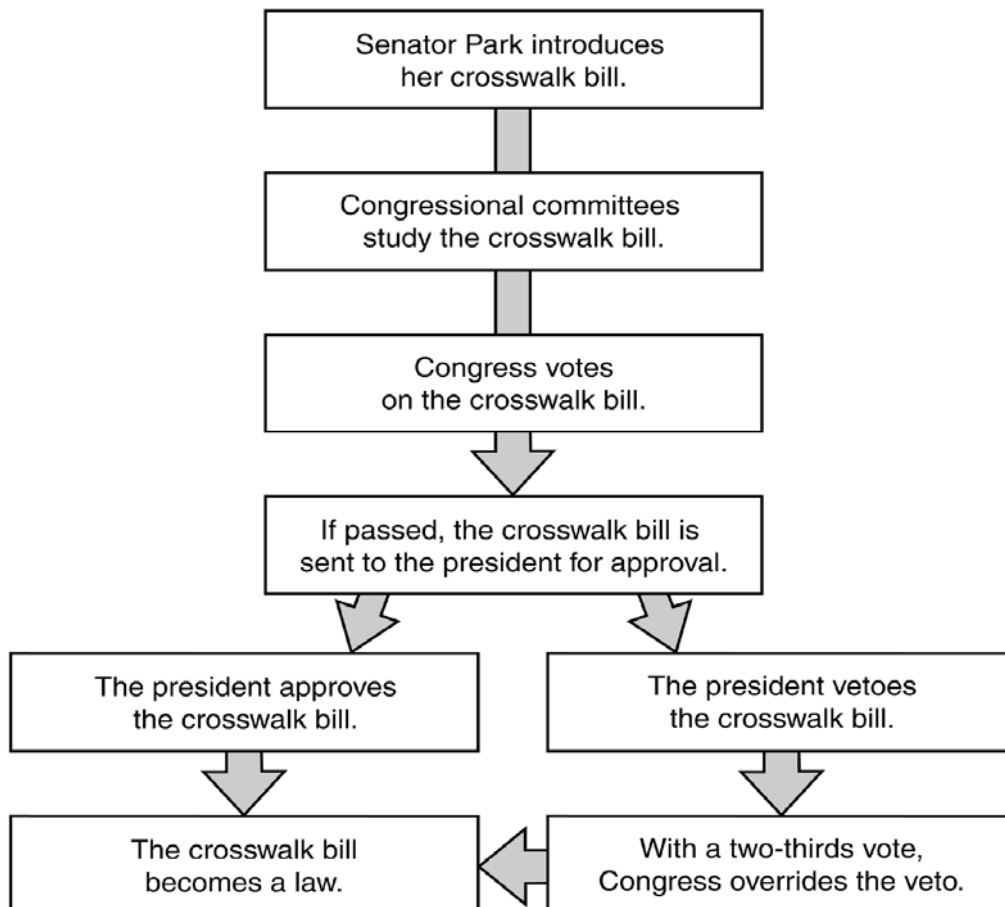 Senator Park introduces
her crosswalk bill.
Congressional committees
study the crosswalk bill.
Congress votes
on the crosswalk bill.
If passed, the crosswalk bill is
sent to the president for approval.
The president approves
the crosswalk bill.
The president vetoes
the crosswalk bill.
The crosswalk bill
becomes a law.
With a two-thirds vote,
Congress overrides the veto.